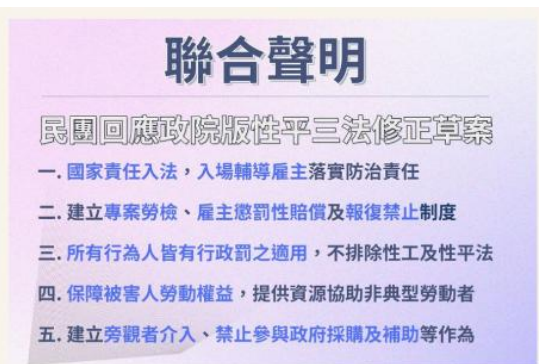 聯合聲明
民團回應政院版性平三法修正草案
一. 國家責任入法，入場輔導雇主落實防治責任
二. 建立專案勞檢、雇主懲罰性賠償及報復禁止制度
三. 所有行為人皆有行政罰之適用，不排除性工及性平法
四. 保障被害人勞動權益，提供資源協助非典型勞動者
五. 建立旁觀者介入、禁止參與政府採購及補助等作為